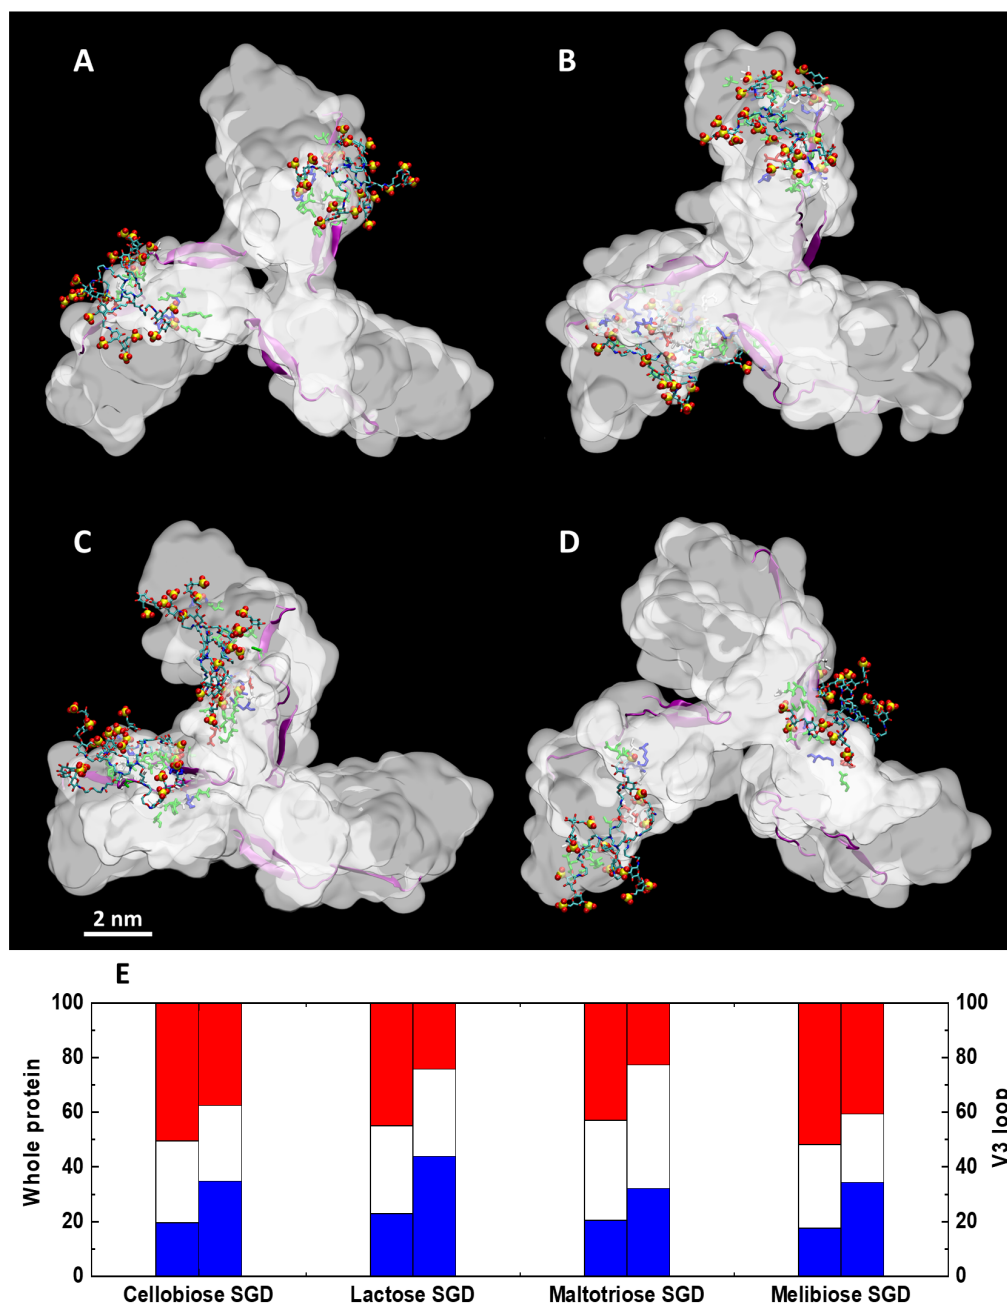 A
B
C
D
2 nm
E
100
80
60
40
20
0
Whole protein
100
80
60
40
20
0
V3 loop
Cellobiose SGD
Lactose SGD
Maltotriose SGD
Melibiose SGD